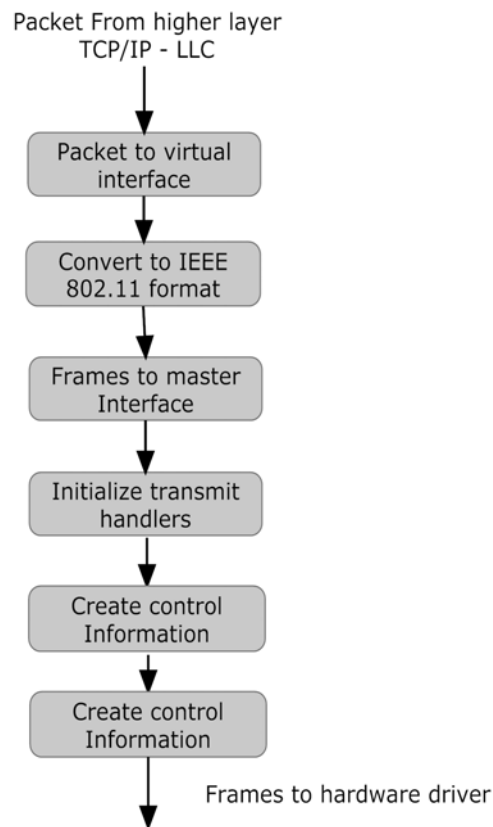 Packet From higher layer
TCP/IP - LLC
Packet to virtual
interface
Convert to IEEE
802.11 format
Frames to master
Interface
Initialize transmit
handlers
Create control
Information
Create control
Information
Frames to hardware driver